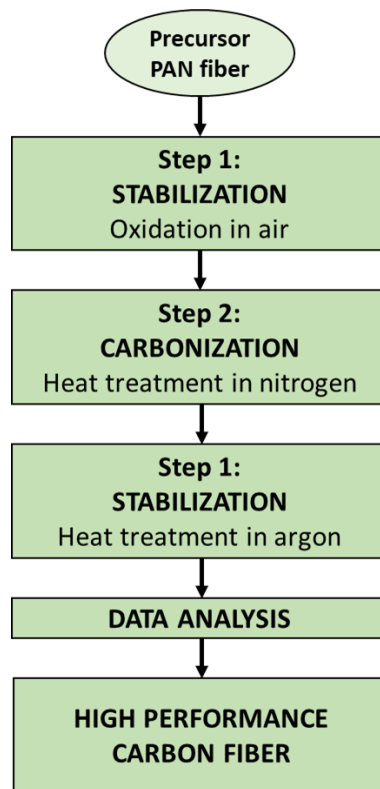 Precursor
PAN fiber
Step 1:
STABILIZATION
Oxidation in air
Step 2:
CARBONIZATION
Heat treatment in nitrogen
Step 1:
STABILIZATION
Heat treatment in argon
DATA ANALYSIS
HIGH PERFORMANCE
CARBON FIBER